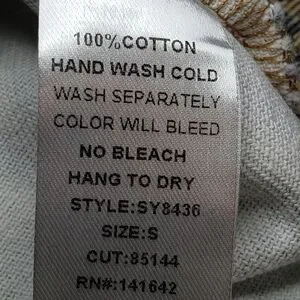 100%COTTON
HAND WASH COLD
WASH SEPARATELY
COLOR WILL BLEED
NO BLEACH
HANG TO DRY
STYLE:SY8436
SIZE:S
CUT:85144
RN#:141642